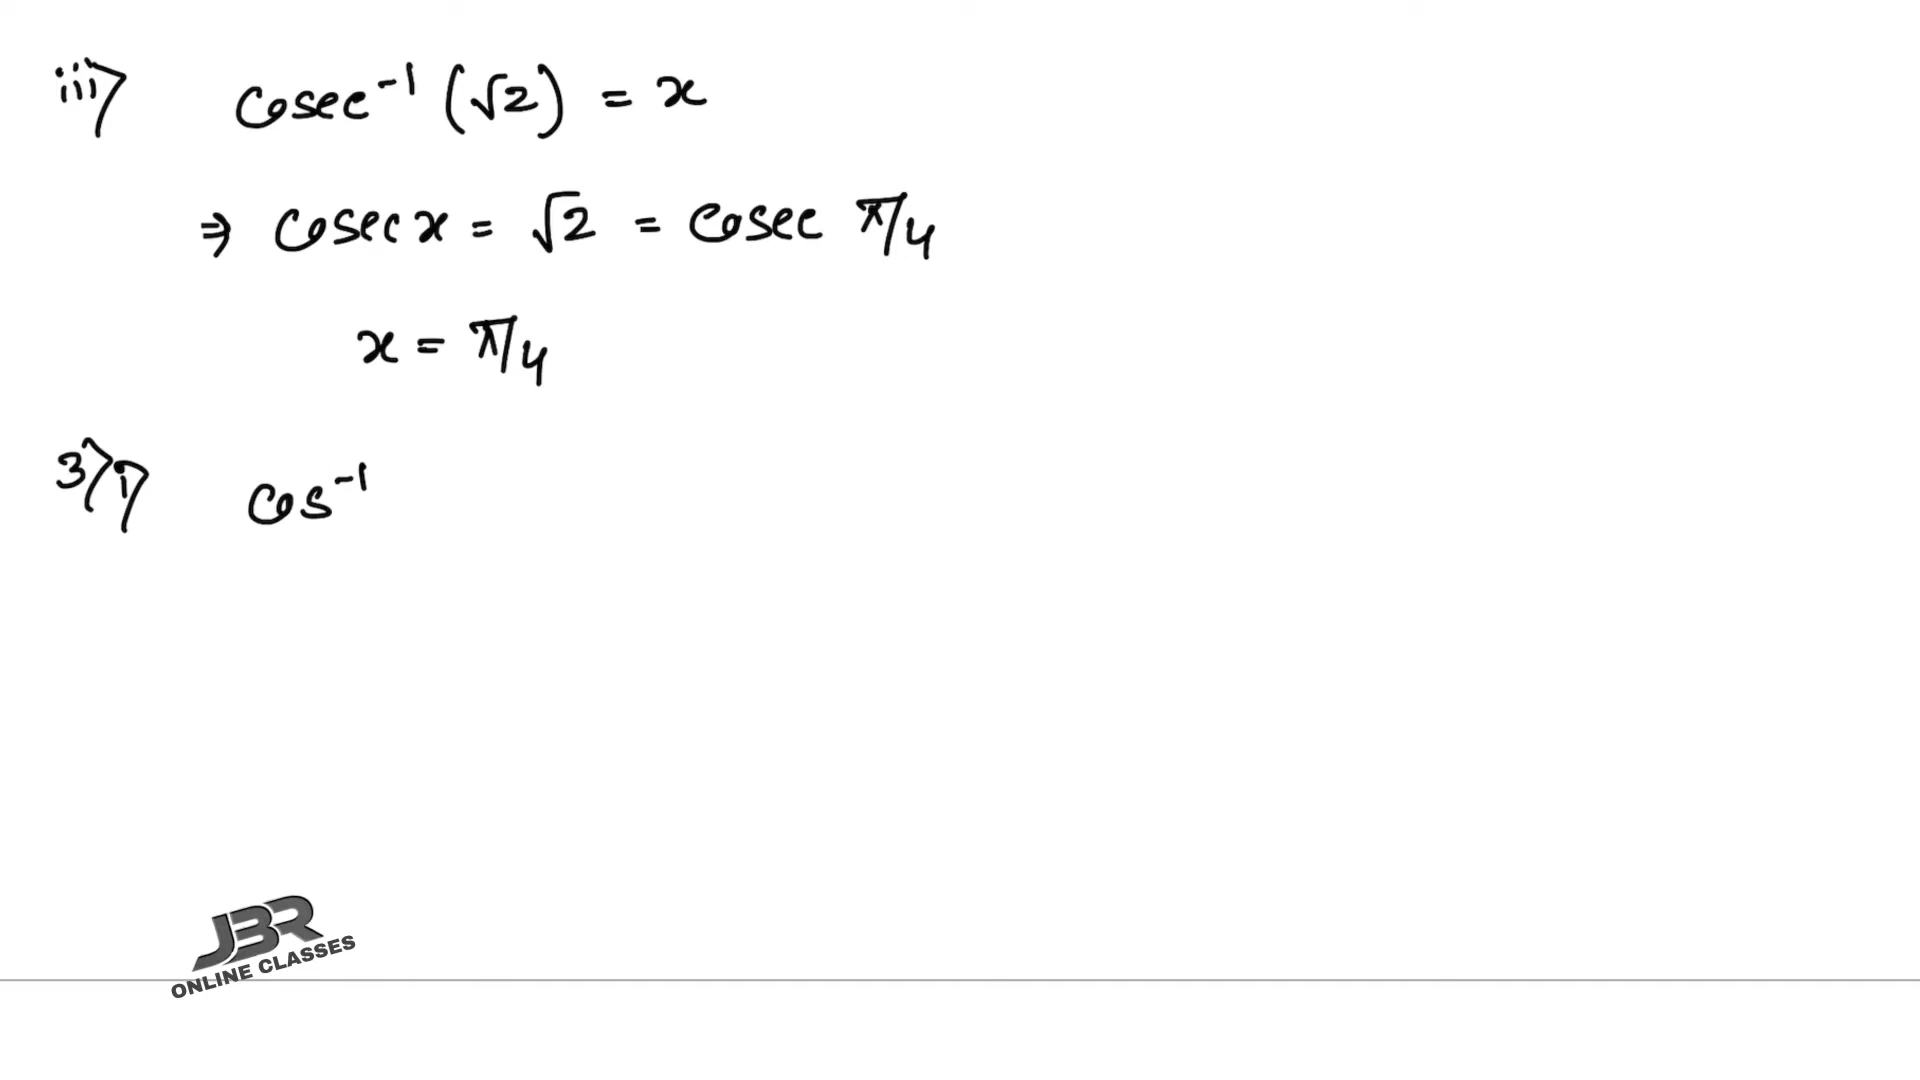 iii) cosec⁻¹ (√2) = x
⇒ cosec x = √2 = cosec π/4
x = π/4
3) i) cos⁻¹
JBR
ONLINE CLASSES